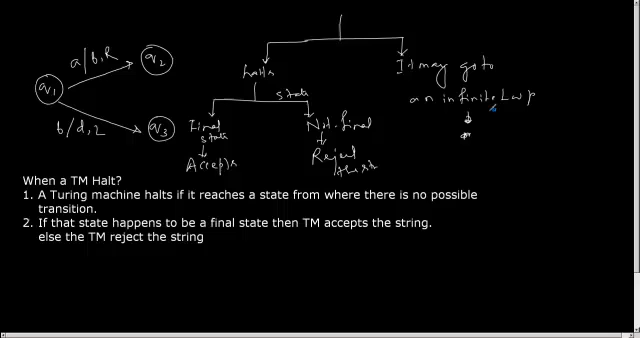 a/b,R
q2
q1
b/d,L
q3
halts
It may go to
an infinite Loop
state
Final
state
Not-final
Accepts
Reject
When a TM Halt?
1. A Turing machine halts if it reaches a state from where there is no possible
transition.
2. If that state happens to be a final state then TM accepts the string.
else the TM reject the string